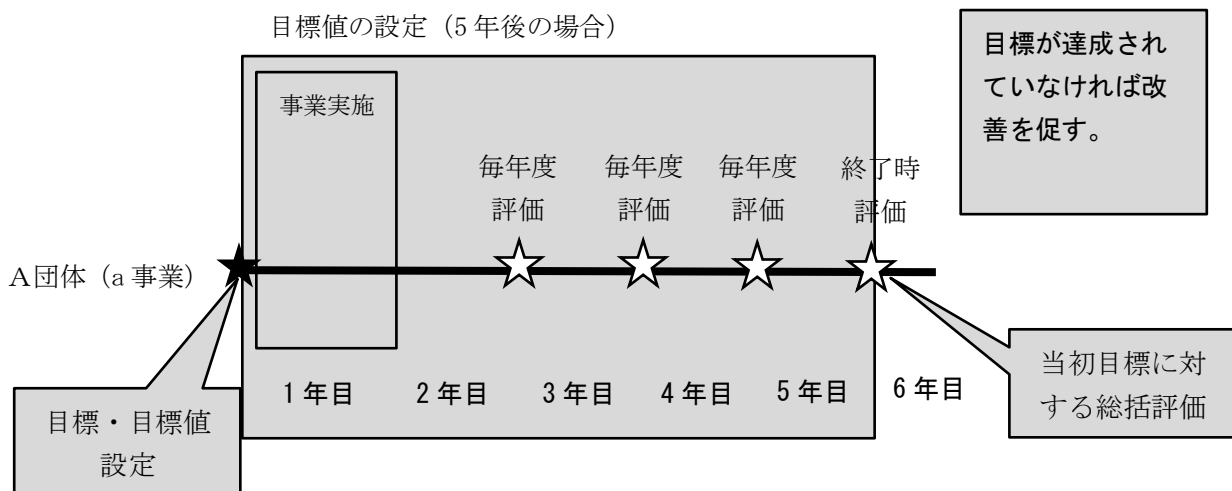 目標値の設定（5 年後の場合）
目標が達成され
ていなければ改
善を促す。
事業実施
毎年度
評価
毎年度
評価
毎年度
評価
終了時
評価
Ａ団体（a 事業）
1 年目
2 年目
3 年目
4 年目
5 年目
6 年目
目標・目標値
設定
当初目標に対
する総括評価